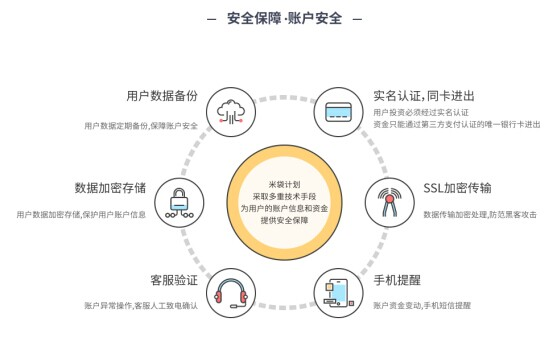 — 安全保障·账户安全 —
用户数据备份
用户数据定期备份,保障账户安全
实名认证,同卡进出
用户投资必须经过实名认证
资金只能通过第三方支付认证的唯一银行卡进出
数据加密存储
用户数据加密存储,保护用户账户信息
米袋计划
采取多重技术手段
为用户的账户信息和资金
提供安全保障
SSL加密传输
数据传输加密处理,防范黑客攻击
客服验证
账户异常操作,客服人工致电确认
手机提醒
账户资金变动,手机短信提醒